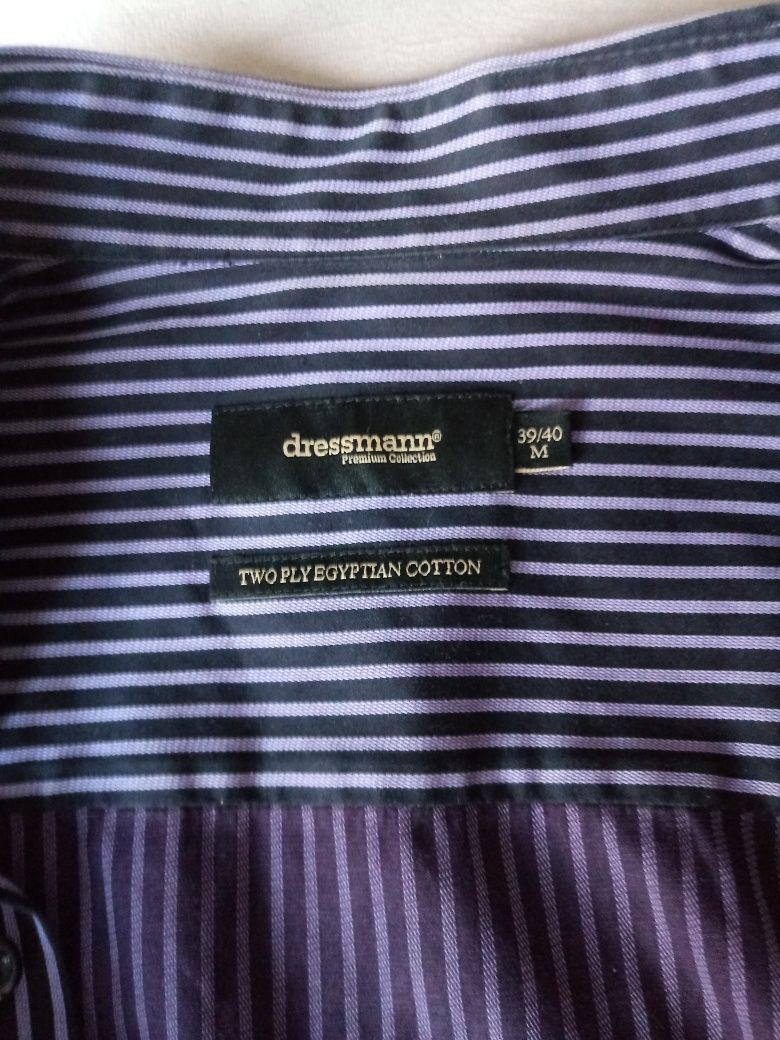 dressmann®
Premium Collection
39/40
M
TWO PLY EGYPTIAN COTTON